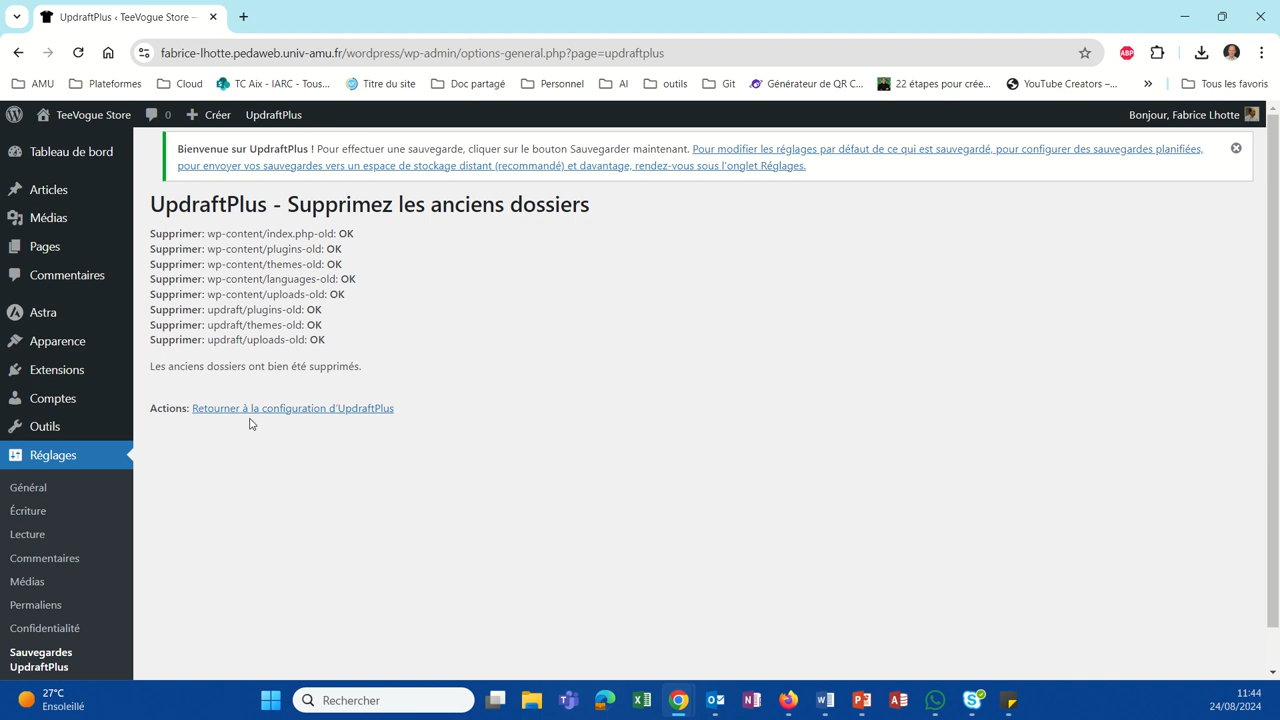 UpdraftPlus ‹ TeeVogue Store –
fabrice-lhotte.pedaweb.univ-amu.fr/wordpress/wp-admin/options-general.php?page=updraftplus
ABP
AMU
Plateformes
Cloud
TC Aix - IARC - Tous...
Titre du site
Doc partagé
Personnel
AI
outils
Git
Générateur de QR C...
22 étapes pour crée...
YouTube Creators –...
»
Tous les favoris
TeeVogue Store
0
Créer
UpdraftPlus
Bonjour, Fabrice Lhotte
Tableau de bord
Articles
Médias
Pages
Commentaires
Astra
Apparence
Extensions
Comptes
Outils
Réglages
Général
Écriture
Lecture
Commentaires
Médias
Permaliens
Confidentialité
Sauvegardes
UpdraftPlus
Bienvenue sur UpdraftPlus ! Pour effectuer une sauvegarde, cliquer sur le bouton Sauvegarder maintenant. Pour modifier les réglages par défaut de ce qui est sauvegardé, pour configurer des sauvegardes planifiées,
pour envoyer vos sauvegardes vers un espace de stockage distant (recommandé) et davantage, rendez-vous sous l'onglet Réglages.
UpdraftPlus - Supprimez les anciens dossiers
Supprimer: wp-content/index.php-old: OK
Supprimer: wp-content/plugins-old: OK
Supprimer: wp-content/themes-old: OK
Supprimer: wp-content/languages-old: OK
Supprimer: wp-content/uploads-old: OK
Supprimer: updraft/plugins-old: OK
Supprimer: updraft/themes-old: OK
Supprimer: updraft/uploads-old: OK
Les anciens dossiers ont bien été supprimés.
Actions: Retourner à la configuration d'UpdraftPlus
27°C
Ensoleillé
Rechercher
11:44
24/08/2024